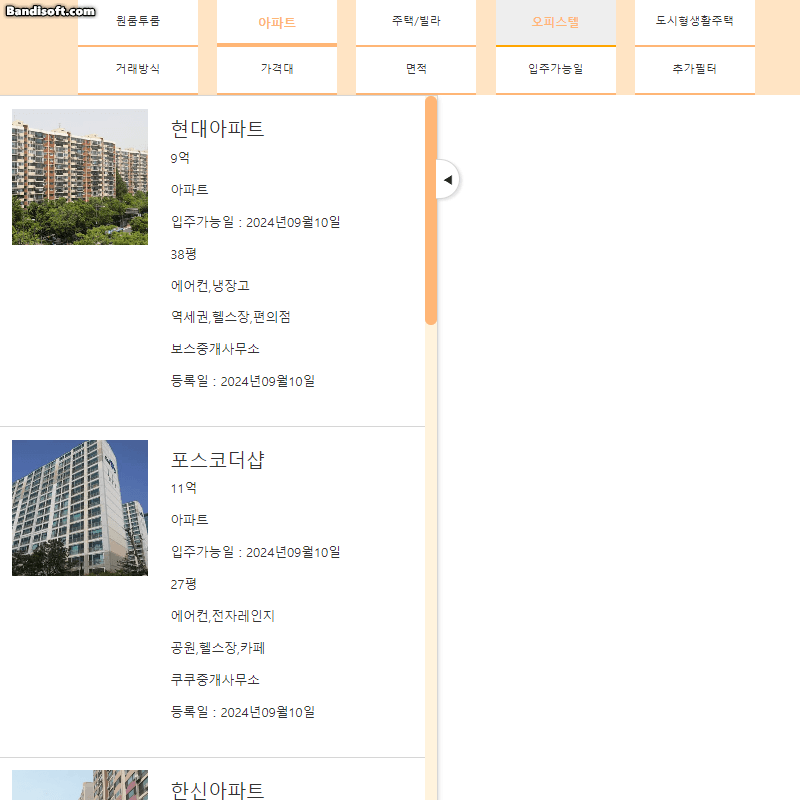 Bandisoft.com
원룸투룸
아파트
주택/빌라
오피스텔
도시형생활주택
거래방식
가격대
면적
입주가능일
추가필터
현대아파트
9억
아파트
입주가능일 : 2024년09월10일
38평
에어컨,냉장고
역세권,헬스장,편의점
보스중개사무소
등록일 : 2024년09월10일
포스코더샵
11억
아파트
입주가능일 : 2024년09월10일
27평
에어컨,전자레인지
공원,헬스장,카페
쿠쿠중개사무소
등록일 : 2024년09월10일
한신아파트